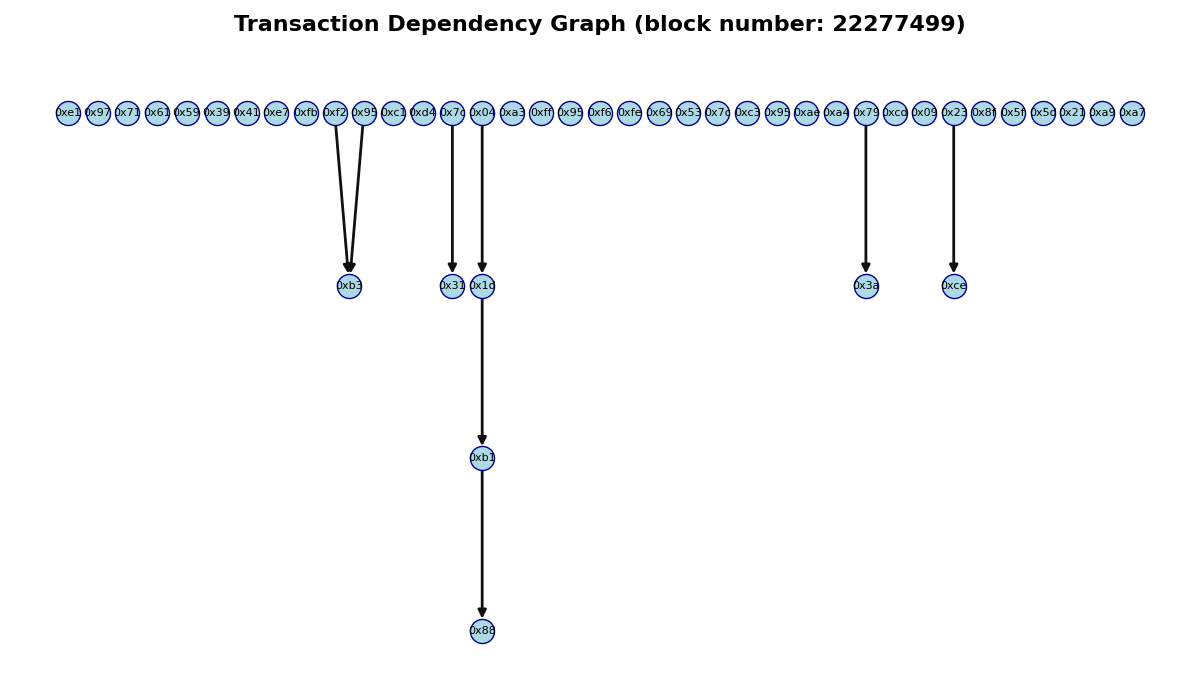 Transaction Dependency Graph (block number: 22277499)
0xe1 0x97 0x71 0x61 0x59 0x39 0x41 0xe7 0xfb 0xf2 0x95 0xc1 0xd4 0x7c 0x04 0xa3 0xff 0x95 0xf6 0xfe 0x69 0x53 0x7c 0xc3 0x95 0xae 0xa4 0x79 0xcd 0x09 0x23 0x8f 0x5f 0x5c 0x21 0xa9 0xa7
0xb3 0x31 0x1d 0x3a 0xce
0xb1
0x88